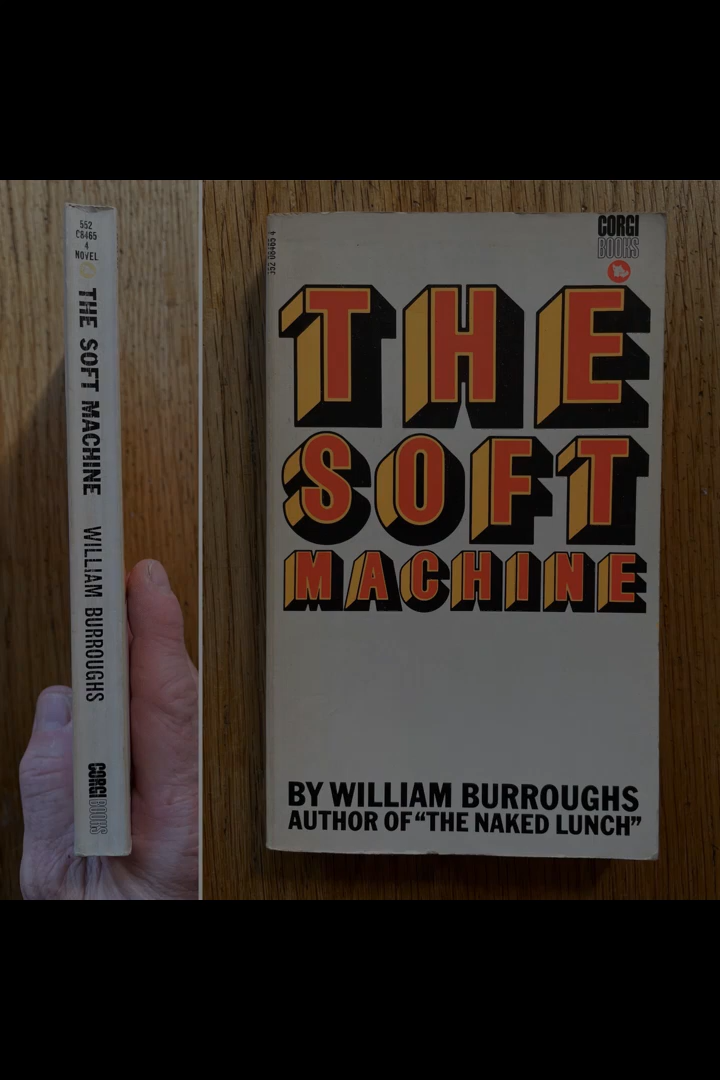 552
C8465
4
NOVEL
THE SOFT MACHINE WILLIAM BURROUGHS
CORGI BOOKS
CORGI
BOOKS
THE
SOFT
MACHINE
BY WILLIAM BURROUGHS
AUTHOR OF “THE NAKED LUNCH”